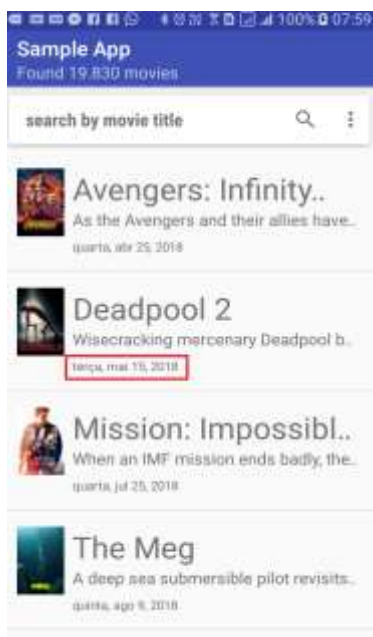 100% 07:59
Sample App
Found 19.830 movies
search by movie title
Avengers: Infinity..
As the Avengers and their allies have..
quarta, abr 25, 2018
Deadpool 2
Wisecracking mercenary Deadpool b..
terça, mai 15, 2018
Mission: Impossibl..
When an IMF mission ends badly, the..
quarta, jul 25, 2018
The Meg
A deep sea submersible pilot revisits..
quinta, ago 9, 2018